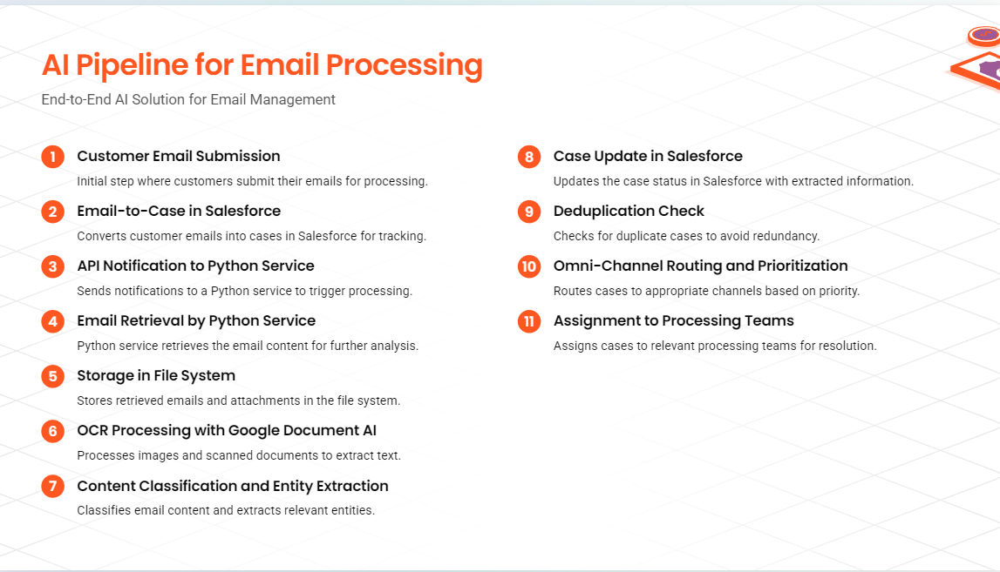 AI Pipeline for Email Processing
End-to-End AI Solution for Email Management
1 Customer Email Submission
Initial step where customers submit their emails for processing.
2 Email-to-Case in Salesforce
Converts customer emails into cases in Salesforce for tracking.
3 API Notification to Python Service
Sends notifications to a Python service to trigger processing.
4 Email Retrieval by Python Service
Python service retrieves the email content for further analysis.
5 Storage in File System
Stores retrieved emails and attachments in the file system.
6 OCR Processing with Google Document AI
Processes images and scanned documents to extract text.
7 Content Classification and Entity Extraction
Classifies email content and extracts relevant entities.
8 Case Update in Salesforce
Updates the case status in Salesforce with extracted information.
9 Deduplication Check
Checks for duplicate cases to avoid redundancy.
10 Omni-Channel Routing and Prioritization
Routes cases to appropriate channels based on priority.
11 Assignment to Processing Teams
Assigns cases to relevant processing teams for resolution.